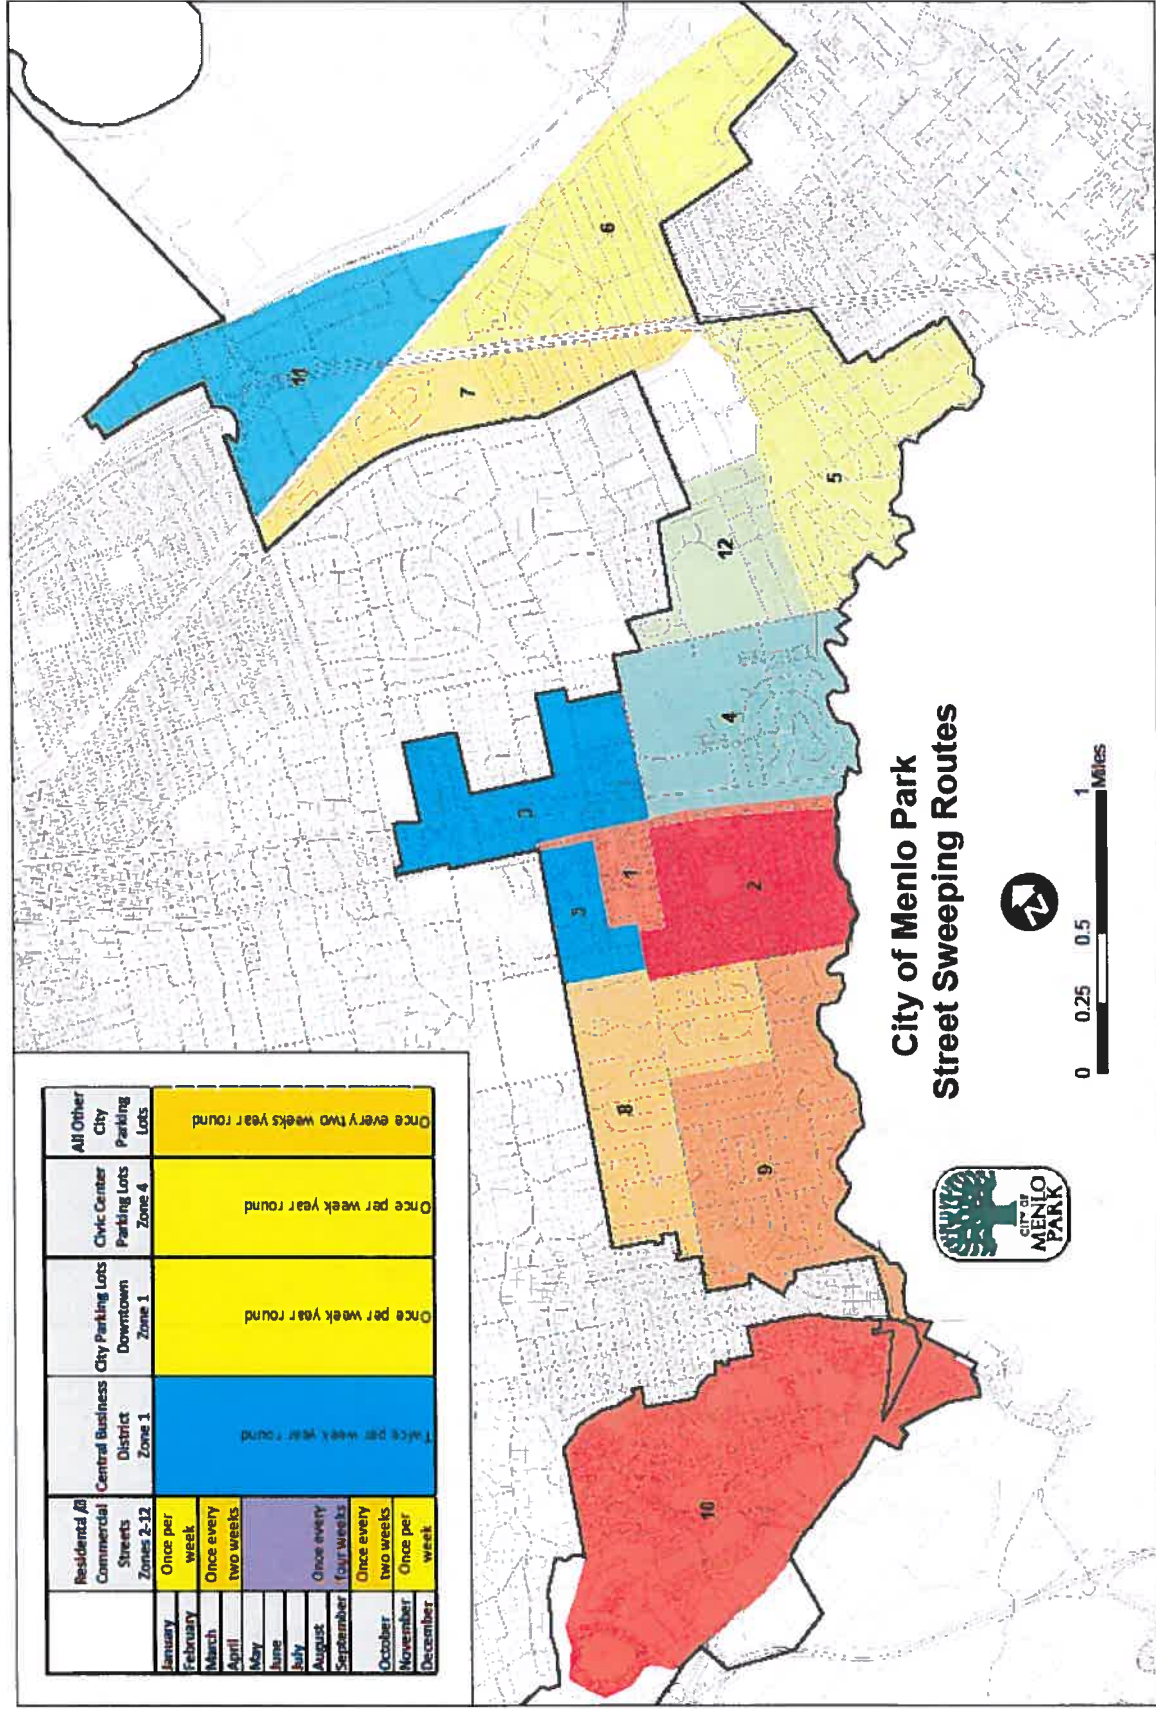 Residental /
Commercial
Streets
Zones 2-12
Central Business
District
Zone 1
City Parking Lots
Downtown
Zone 1
Civic Center
Parking Lots
Zone 4
All Other
City
Parking
Lots
January
February
March
April
May
June
July
August
September
October
November
December
Once per
week
Once every
two weeks
Once every
four weeks
Once every
two weeks
Once per
week
Twice per week year round
Once per week year round
Once per week year round
Once every two weeks year round
11
7
6
5
12
4
3
3
1
2
8
9
10
City of Menlo Park
Street Sweeping Routes
N
0 0.25 0.5 1
Miles
CITY OF
MENLO
PARK